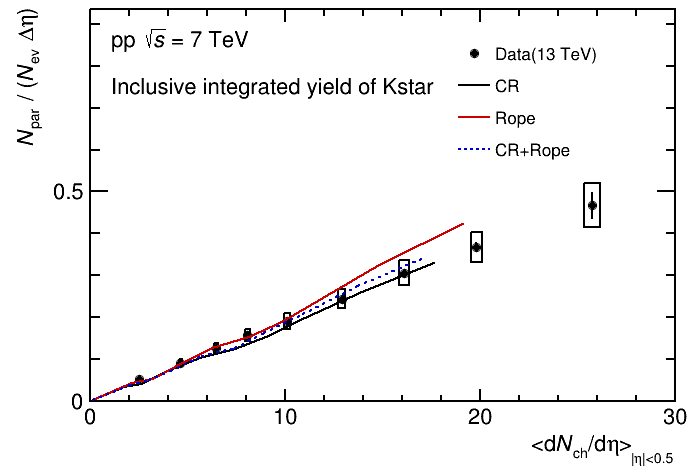 N_par / (N_ev Δη)
pp √s = 7 TeV
Inclusive integrated yield of Kstar
Data(13 TeV)
CR
Rope
CR+Rope
0.5
0
0 10 20 30
<dN_ch/dη>_|η|<0.5